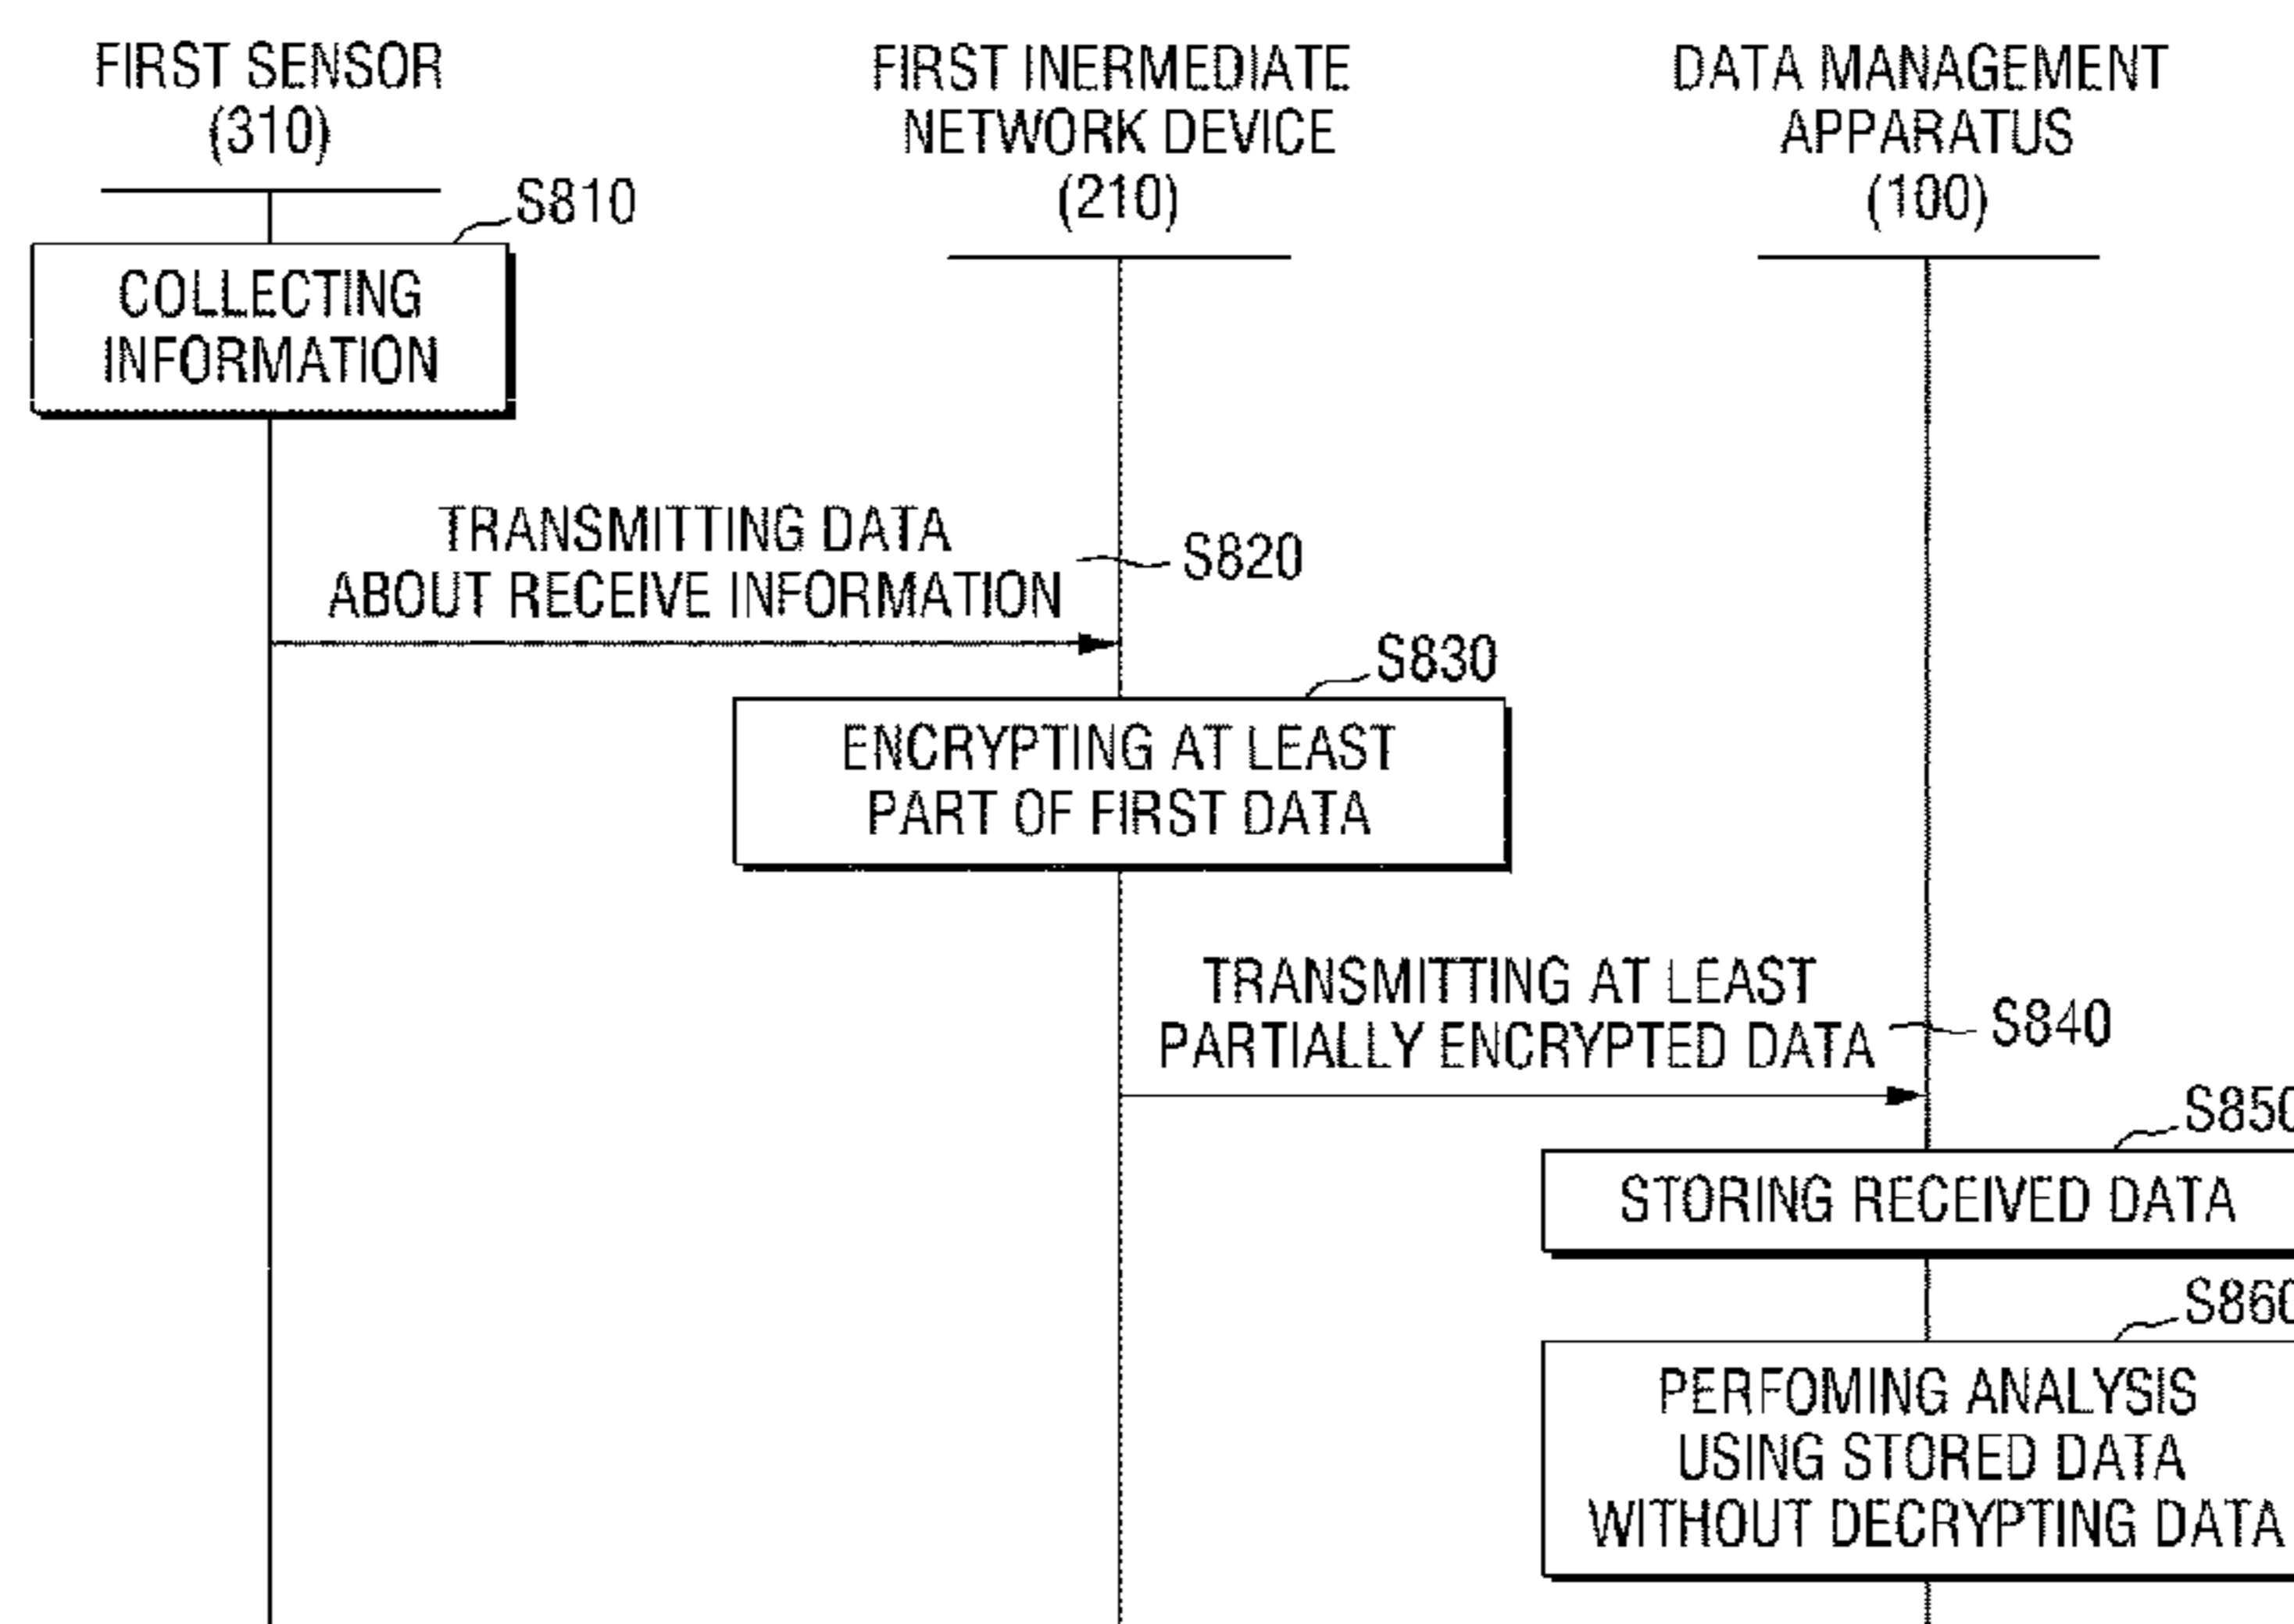 FIRST SENSOR
(310)
FIRST INERMEDIATE
NETWORK DEVICE
(210)
DATA MANAGEMENT
APPARATUS
(100)
S810
COLLECTING
INFORMATION
TRANSMITTING DATA
ABOUT RECEIVE INFORMATION
S820
S830
ENCRYPTING AT LEAST
PART OF FIRST DATA
TRANSMITTING AT LEAST
PARTIALLY ENCRYPTED DATA
S840
S850
STORING RECEIVED DATA
S860
PERFOMING ANALYSIS
USING STORED DATA
WITHOUT DECRYPTING DATA